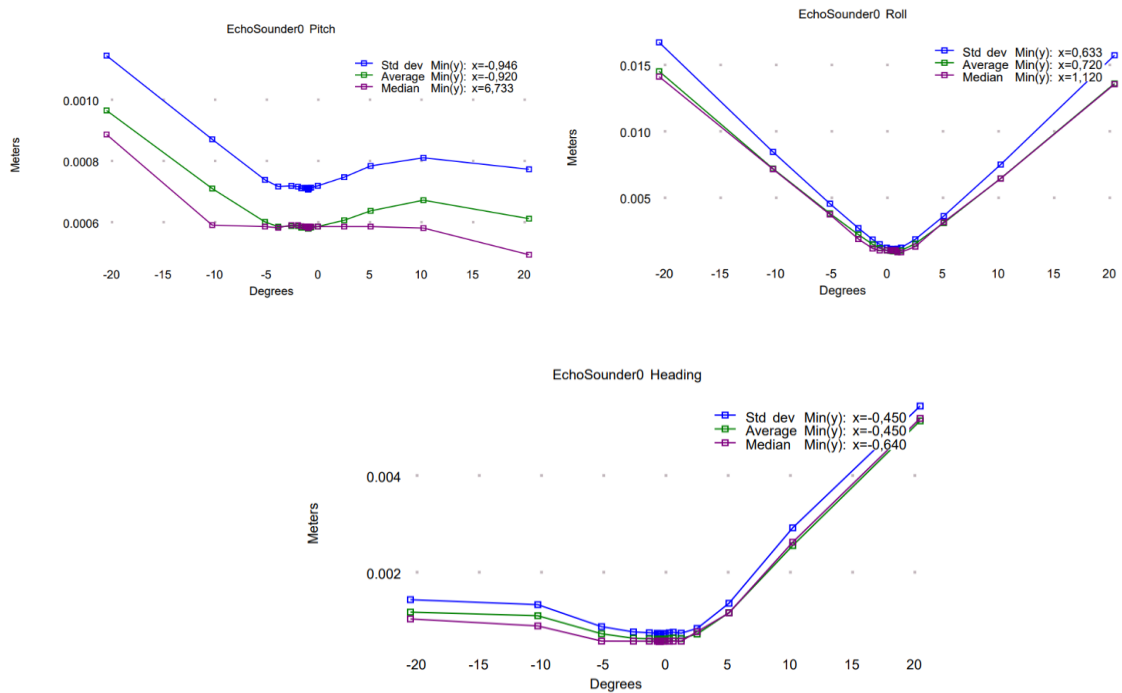 EchoSounder0 Pitch
Std dev Min(y): x=-0,946
Average Min(y): x=-0,920
Median Min(y): x=6,733
0.0010
0.0008
0.0006
Meters
-20 -15 -10 -5 0 5 10 15 20
Degrees
EchoSounder0 Roll
Std dev Min(y): x=0,633
Average Min(y): x=0,720
Median Min(y): x=1,120
0.015
0.010
0.005
Meters
-20 -15 -10 -5 0 5 10 15 20
Degrees
EchoSounder0 Heading
Std dev Min(y): x=-0,450
Average Min(y): x=-0,450
Median Min(y): x=-0,640
0.004
0.002
Meters
-20 -15 -10 -5 0 5 10 15 20
Degrees